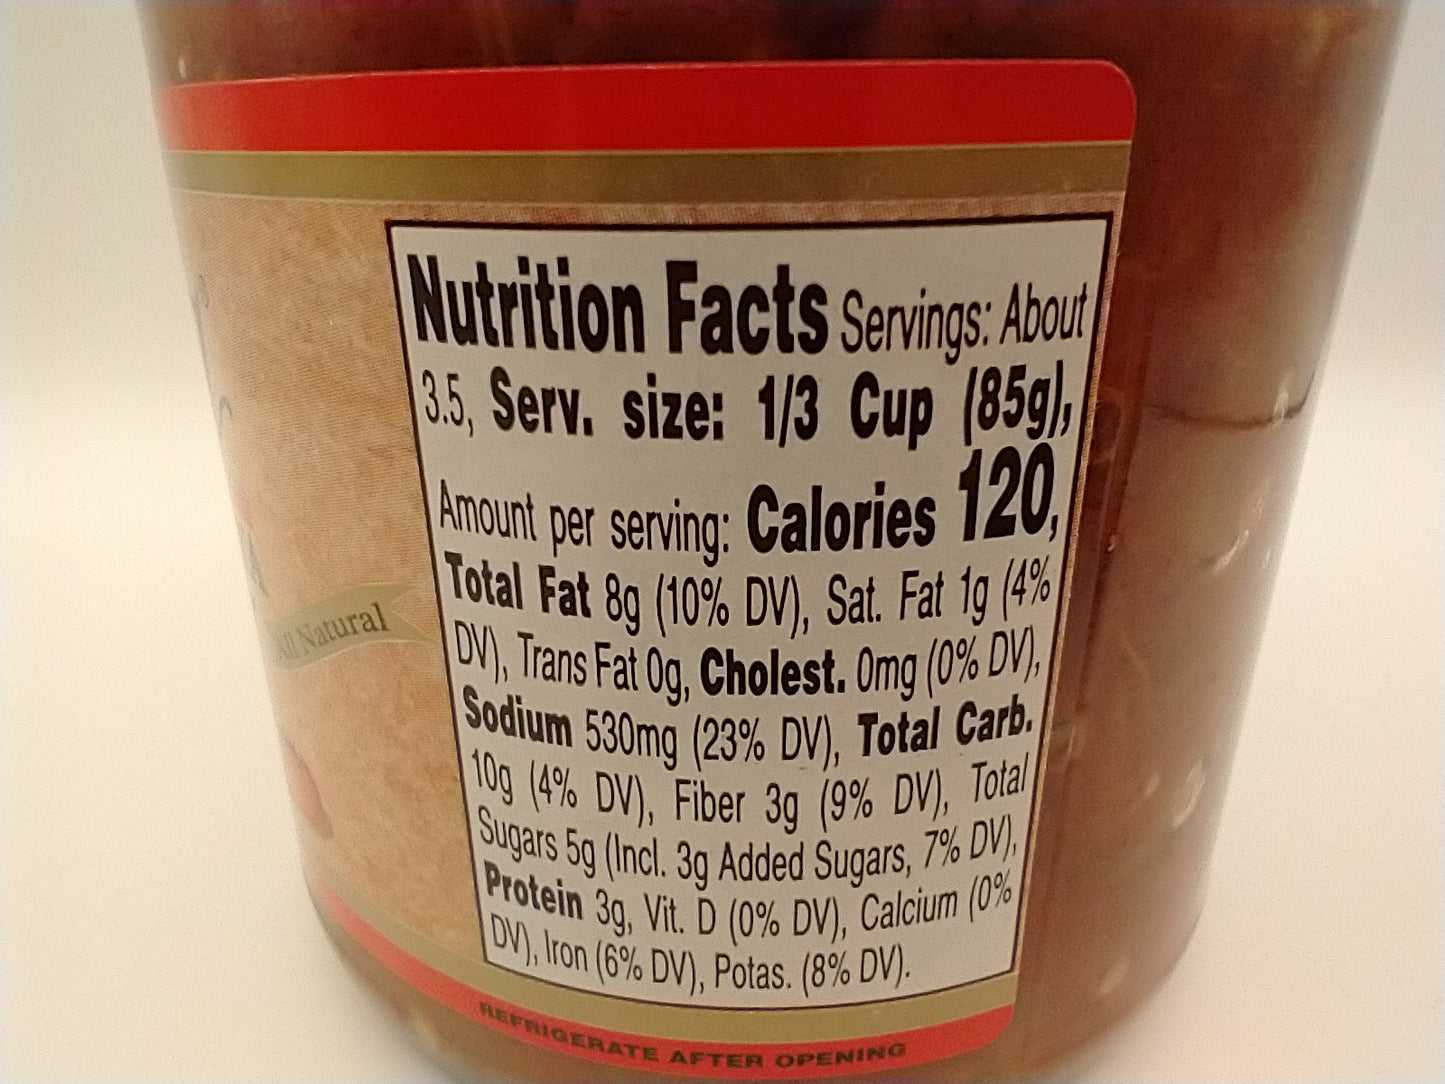 Nutrition Facts Servings: About
3.5, Serv. size: 1/3 Cup (85g),
Amount per serving: Calories 120,
Total Fat 8g (10% DV), Sat. Fat 1g (4%
DV), Trans Fat 0g, Cholest. 0mg (0% DV),
Sodium 530mg (23% DV), Total Carb.
10g (4% DV), Fiber 3g (9% DV), Total
Sugars 5g (Incl. 3g Added Sugars, 7% DV),
Protein 3g, Vit. D (0% DV), Calcium (0%
DV), Iron (6% DV), Potas. (8% DV).
All Natural
REFRIGERATE AFTER OPENING